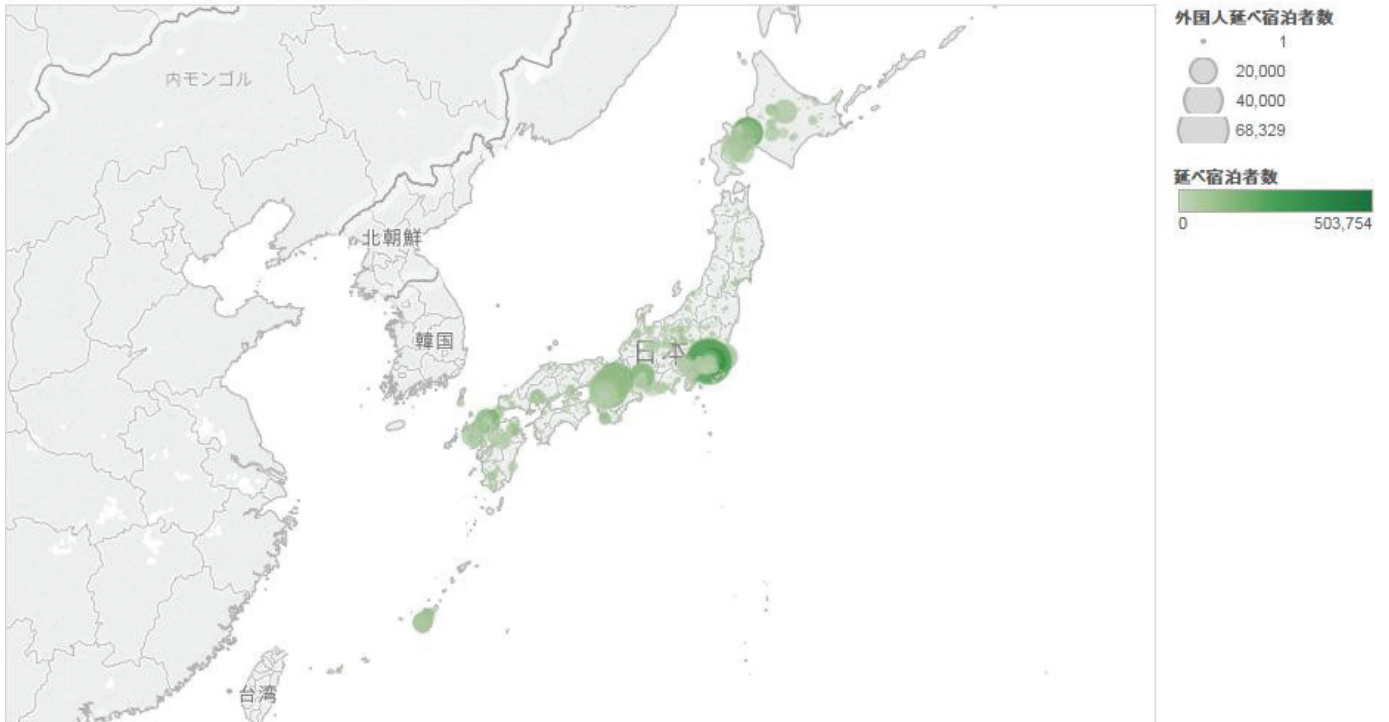 内モンゴル
北朝鮮
韓国
日本
台湾
外国人延べ宿泊者数
1
20,000
40,000
68,329
延べ宿泊者数
0 503,754